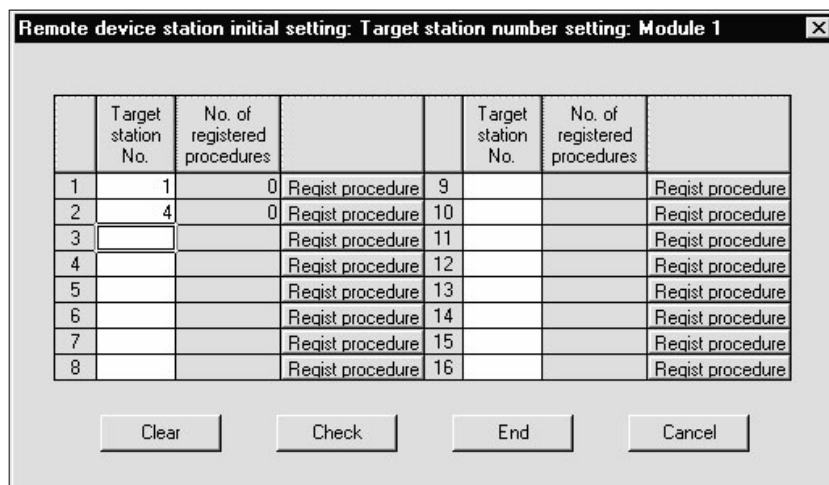 Remote device station initial setting: Target station number setting: Module 1
Target station No. No. of registered procedures Target station No. No. of registered procedures
1 1 0 Regist procedure 9 Regist procedure
2 4 0 Regist procedure 10 Regist procedure
3 Regist procedure 11 Regist procedure
4 Regist procedure 12 Regist procedure
5 Regist procedure 13 Regist procedure
6 Regist procedure 14 Regist procedure
7 Regist procedure 15 Regist procedure
8 Regist procedure 16 Regist procedure
Clear Check End Cancel